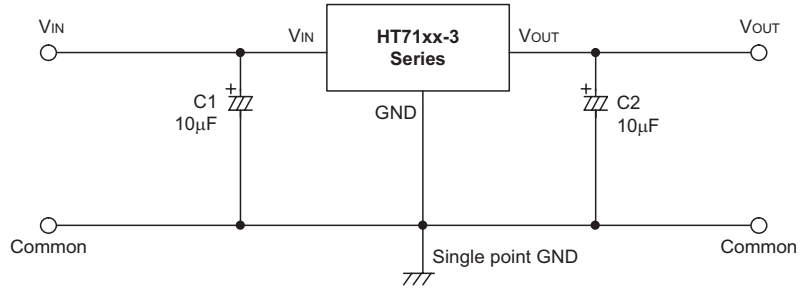 VIN
VIN
HT71xx-3
Series
VOUT
VOUT
+
C1
10μF
GND
+
C2
10μF
Common
Single point GND
Common